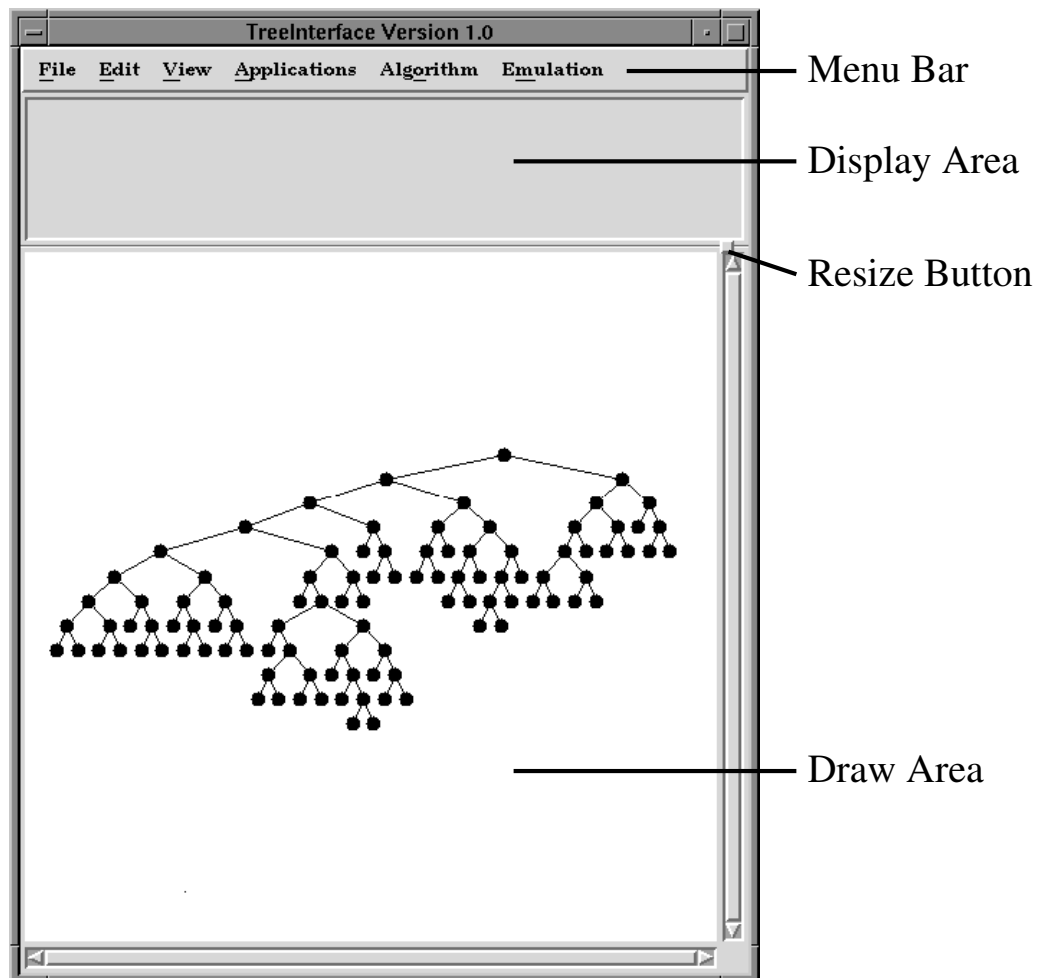 TreeInterface Version 1.0
File Edit View Applications Algorithm Emulation
Menu Bar
Display Area
Resize Button
Draw Area